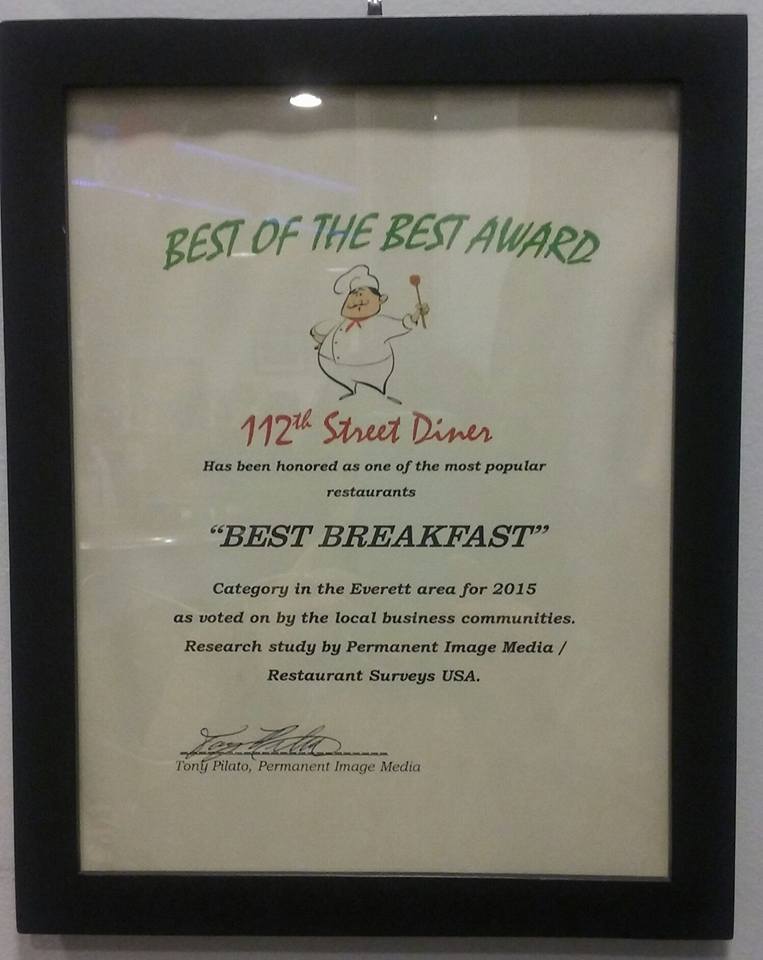 BEST OF THE BEST AWARD
112th Street Diner
Has been honored as one of the most popular
restaurants
“BEST BREAKFAST”
Category in the Everett area for 2015
as voted on by the local business communities.
Research study by Permanent Image Media /
Restaurant Surveys USA.
Tony Pilato, Permanent Image Media